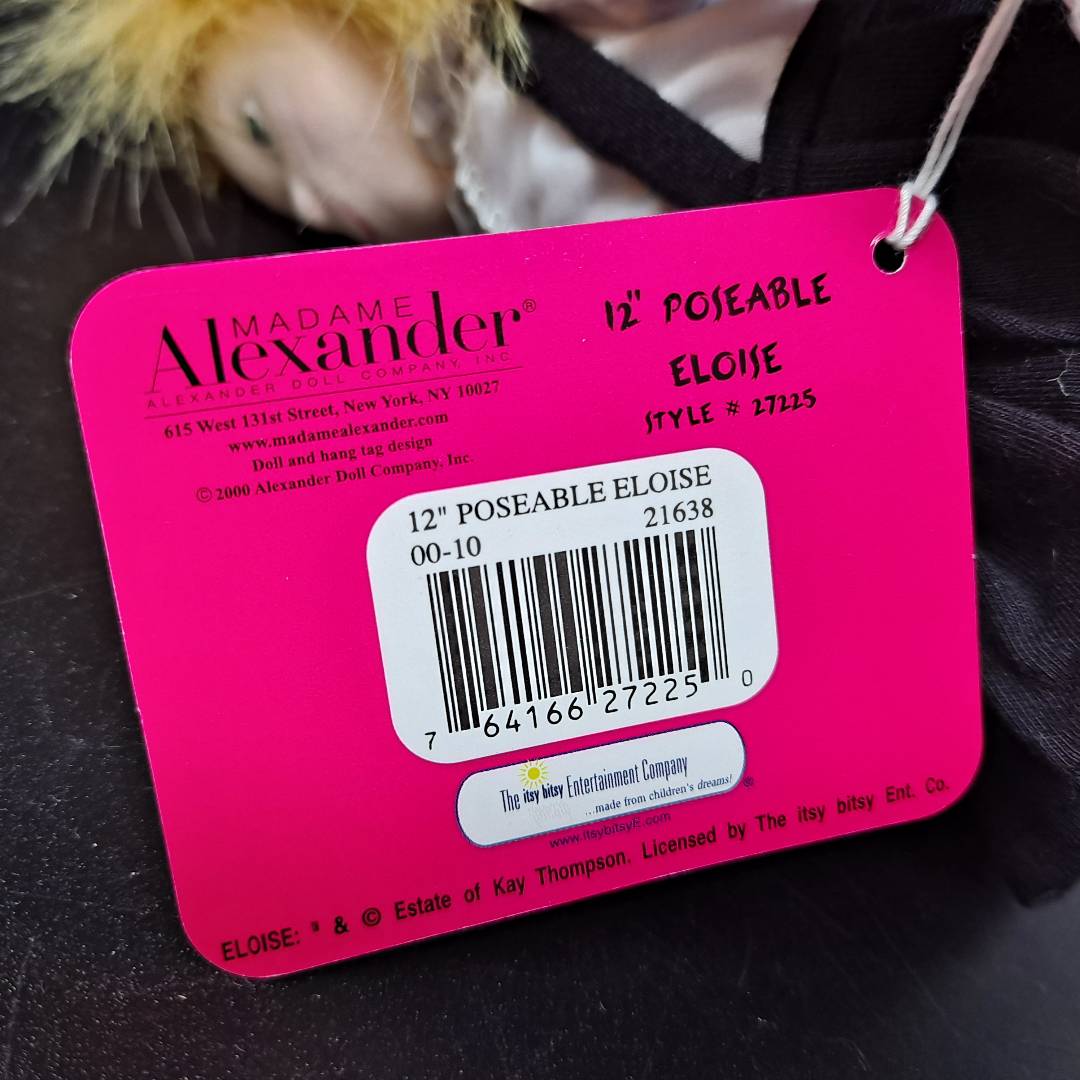 MADAME
Alexander®
ALEXANDER DOLL COMPANY, INC
615 West 131st Street, New York, NY 10027
www.madamealexander.com
Doll and hang tag design
© 2000 Alexander Doll Company, Inc.
12" POSEABLE
ELOISE
STYLE # 27225
12" POSEABLE ELOISE
21638
00-10
7 64166 27225 0
The itsy bitsy Entertainment Company
...made from children's dreams!®
www.itsybitsyE.com
ELOISE: " & © Estate of Kay Thompson. Licensed by The itsy bitsy Ent. Co.